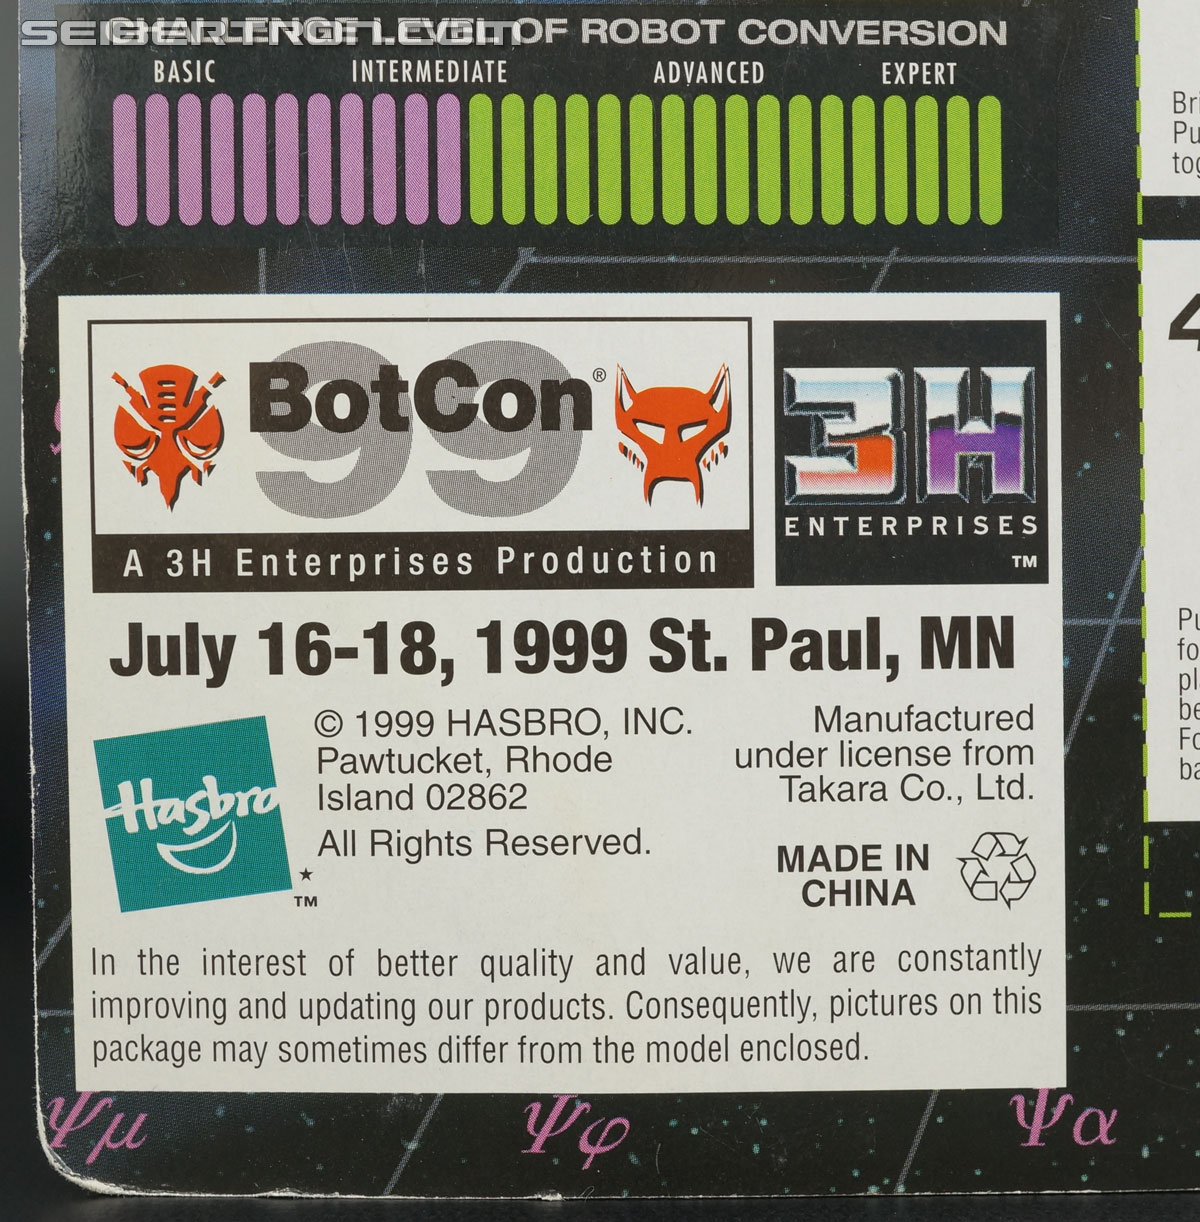 SEIBERTRON.COM
CHALLENGE LEVEL OF ROBOT CONVERSION
BASIC INTERMEDIATE ADVANCED EXPERT
BotCon®
99
A 3H Enterprises Production
3H
ENTERPRISES
TM
July 16-18, 1999 St. Paul, MN
Hasbro
TM
© 1999 HASBRO, INC.
Pawtucket, Rhode
Island 02862
All Rights Reserved.
Manufactured
under license from
Takara Co., Ltd.
MADE IN
CHINA
In the interest of better quality and value, we are constantly
improving and updating our products. Consequently, pictures on this
package may sometimes differ from the model enclosed.
Ψμ Ψφ Ψα
4